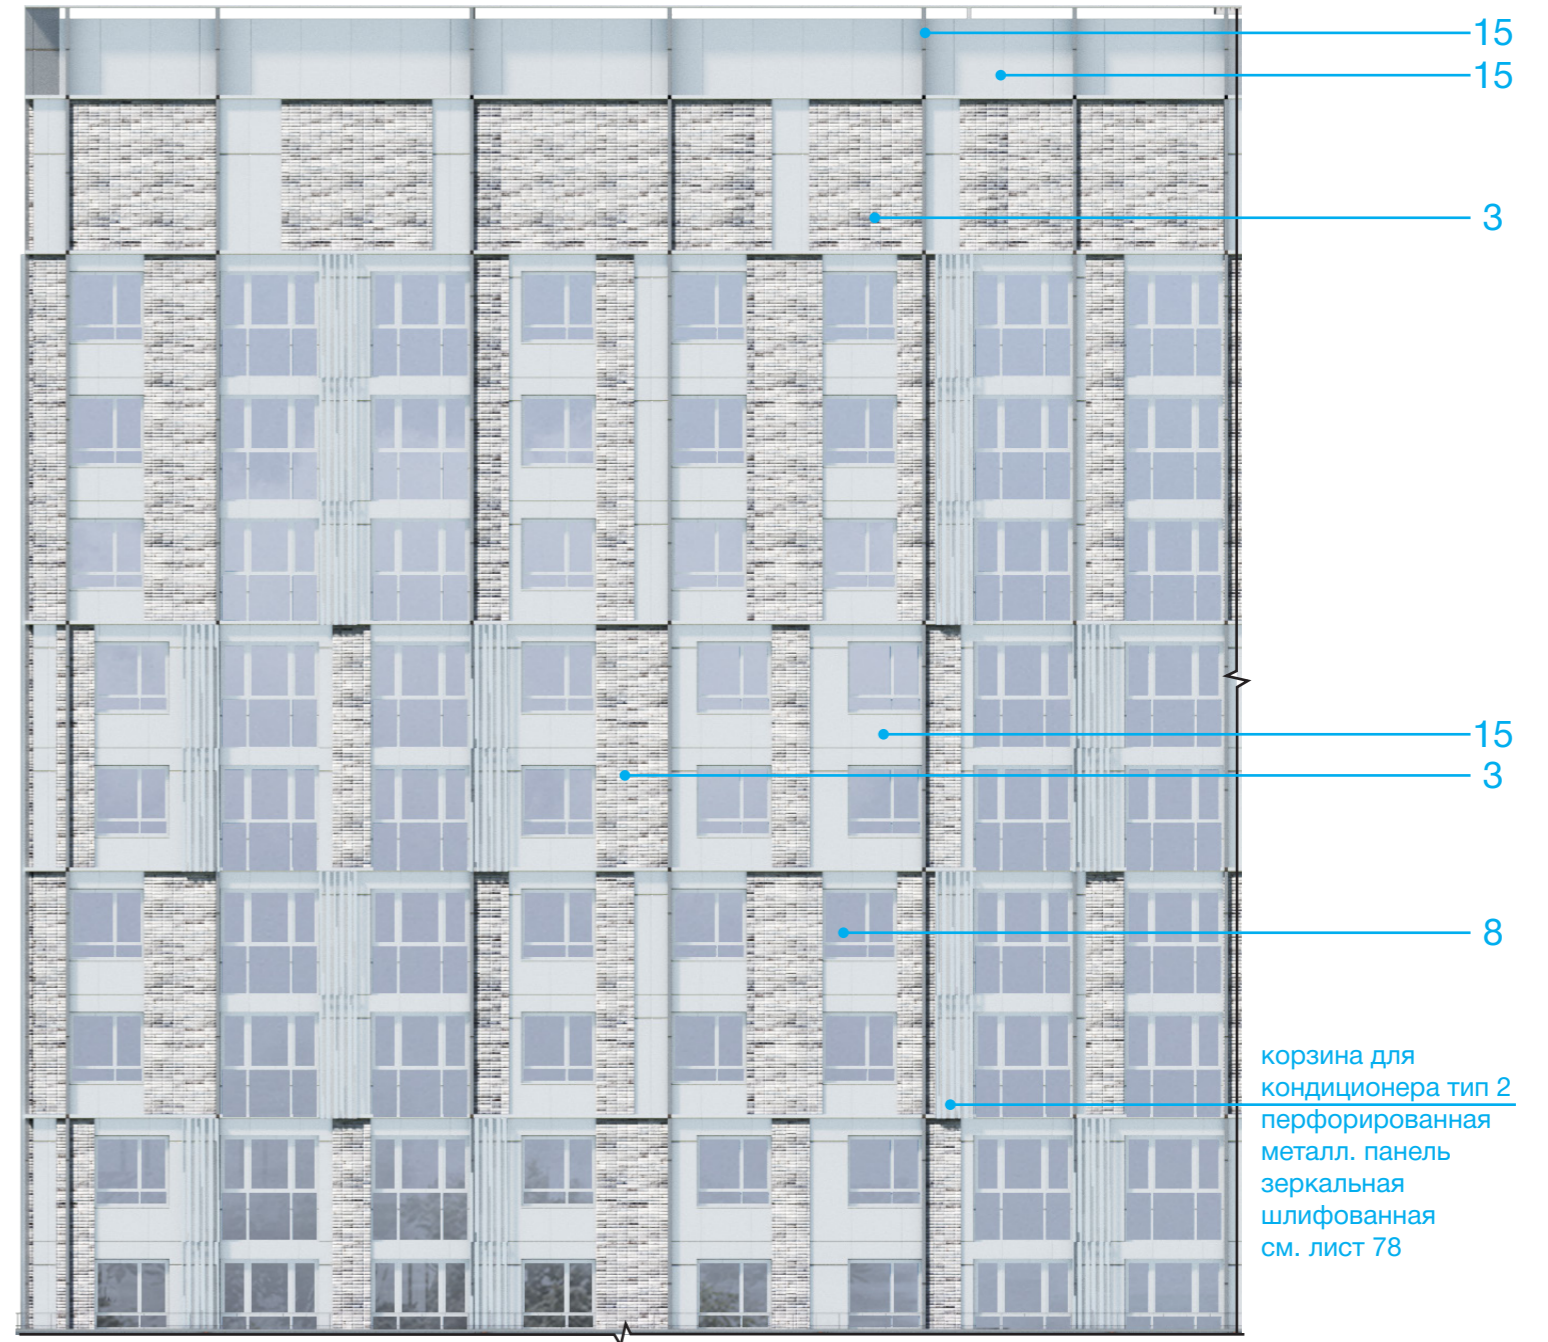 15
15
3
15
3
8
корзина для
кондиционера тип 2
перфорированная
металл. панель
зеркальная
шлифованная
см. лист 78